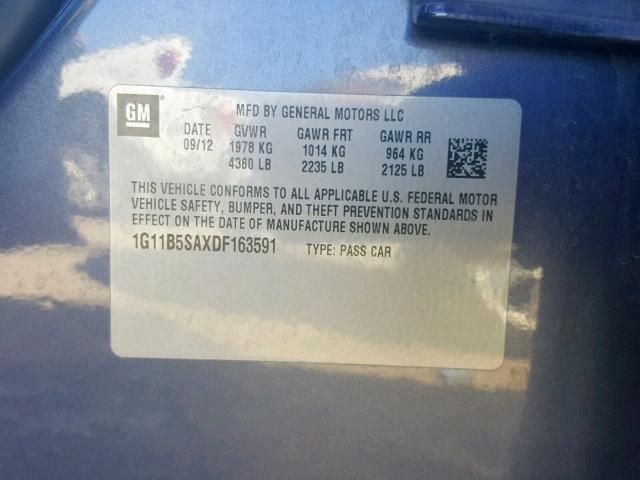 GM
MFD BY GENERAL MOTORS LLC
DATE GVWR GAWR FRT GAWR RR
09/12 1978 KG 1014 KG 964 KG
4360 LB 2235 LB 2125 LB
THIS VEHICLE CONFORMS TO ALL APPLICABLE U.S. FEDERAL MOTOR
VEHICLE SAFETY, BUMPER, AND THEFT PREVENTION STANDARDS IN
EFFECT ON THE DATE OF MANUFACTURE SHOWN ABOVE.
1G11B5SAXDF163591 TYPE: PASS CAR